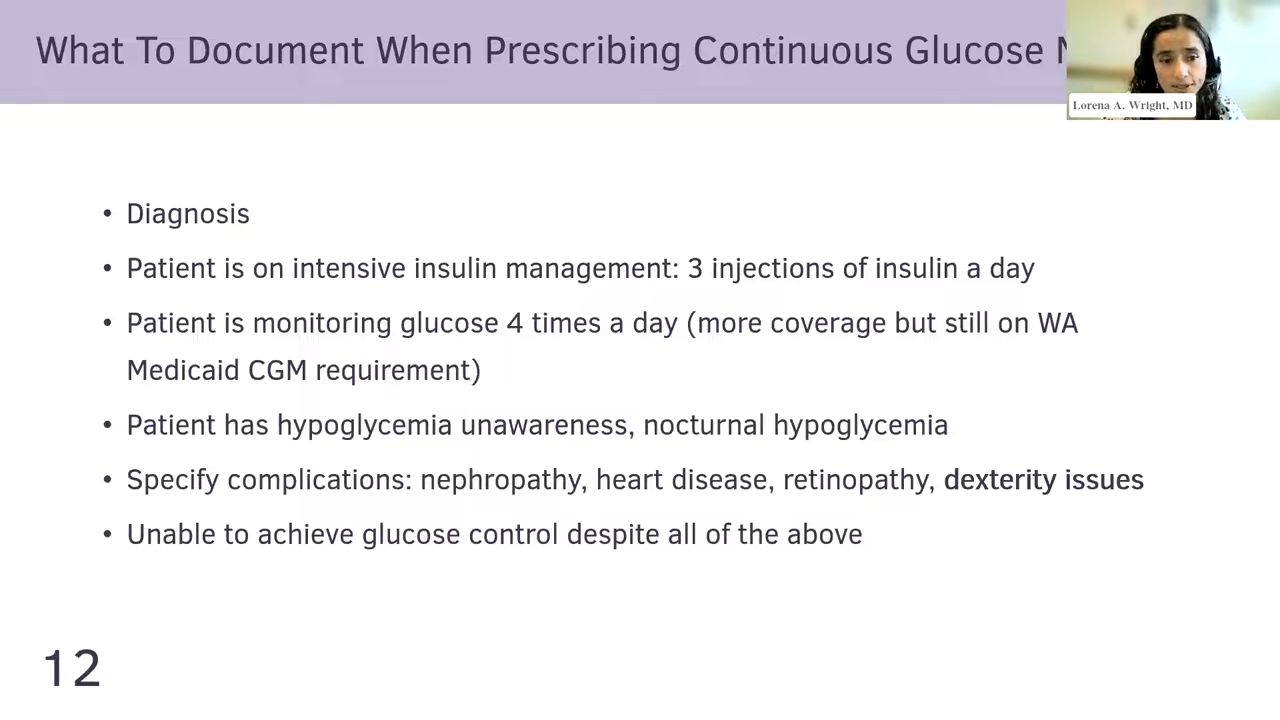 What To Document When Prescribing Continuous Glucose
Lorena A. Wright, MD
• Diagnosis
• Patient is on intensive insulin management: 3 injections of insulin a day
• Patient is monitoring glucose 4 times a day (more coverage but still on WA
Medicaid CGM requirement)
• Patient has hypoglycemia unawareness, nocturnal hypoglycemia
• Specify complications: nephropathy, heart disease, retinopathy, dexterity issues
• Unable to achieve glucose control despite all of the above
12